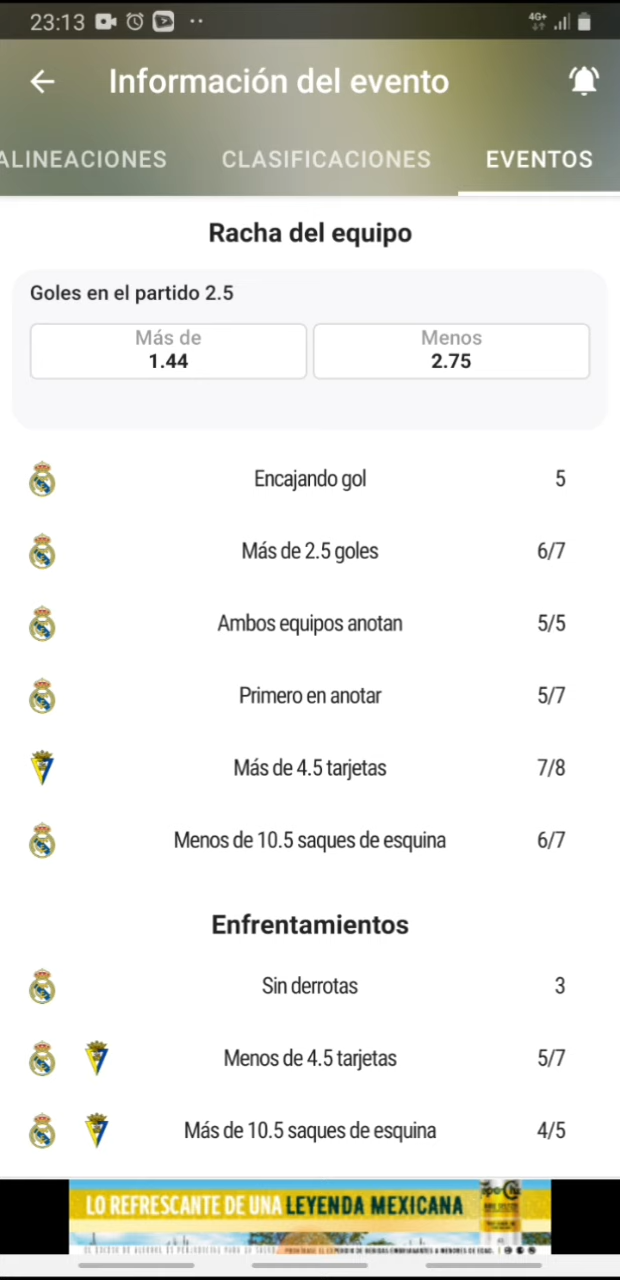 23:13
4G+
Información del evento
ALINEACIONES CLASIFICACIONES EVENTOS
Racha del equipo
Goles en el partido 2.5
Más de Menos
1.44 2.75
Encajando gol 5
Más de 2.5 goles 6/7
Ambos equipos anotan 5/5
Primero en anotar 5/7
Más de 4.5 tarjetas 7/8
Menos de 10.5 saques de esquina 6/7
Enfrentamientos
Sin derrotas 3
Menos de 4.5 tarjetas 5/7
Más de 10.5 saques de esquina 4/5
LO REFRESCANTE DE UNA LEYENDA MEXICANA